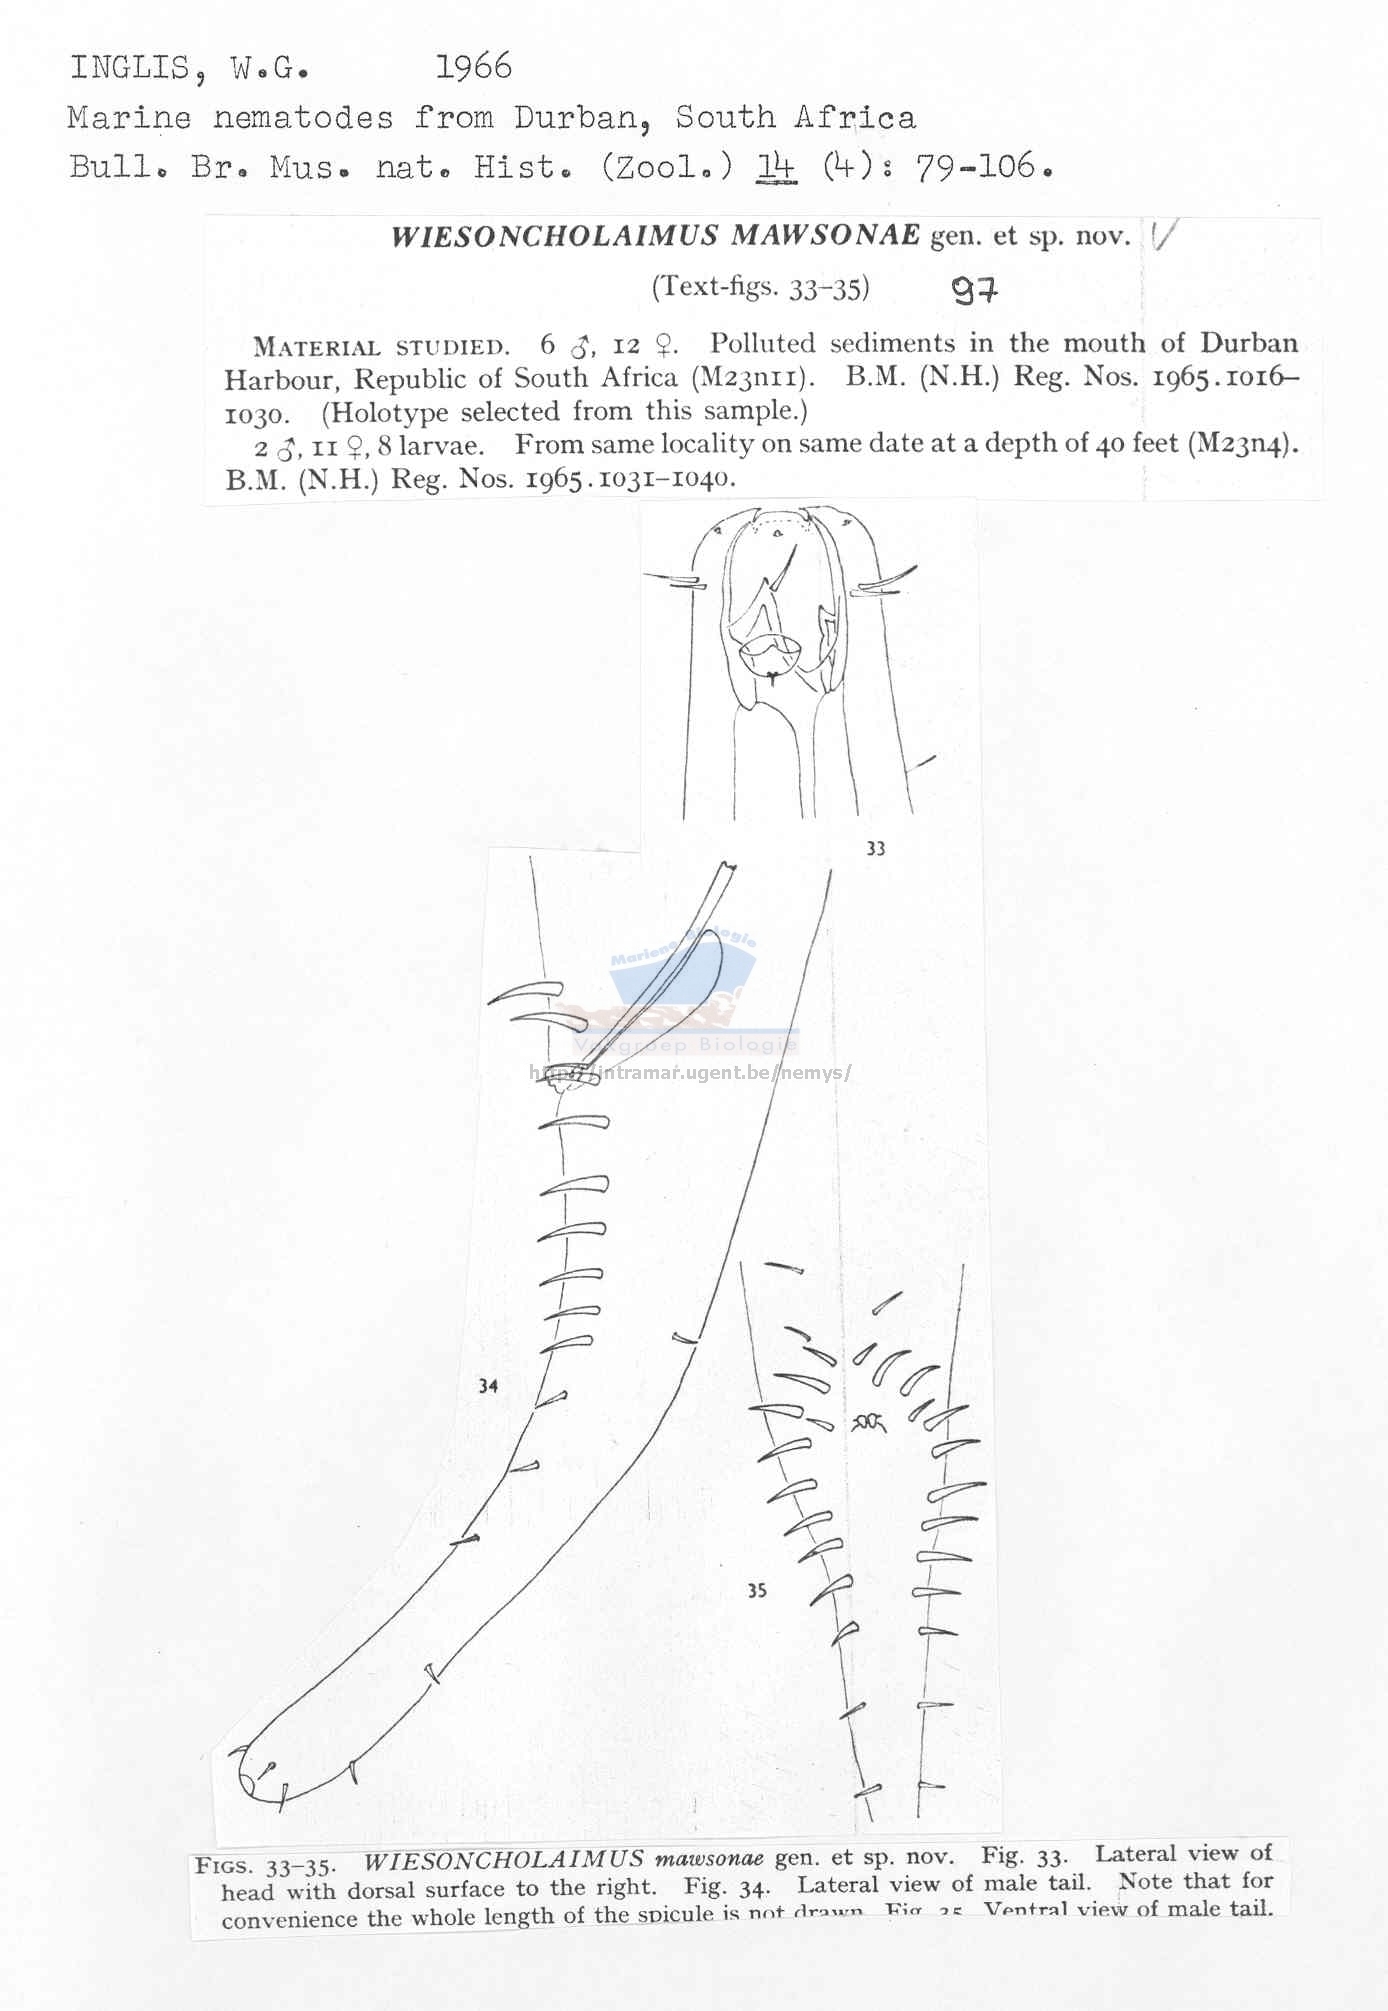 INGLIS, W.G. 1966
Marine nematodes from Durban, South Africa
Bull. Br. Mus. nat. Hist. (Zool.) 14 (4): 79-106.
WIESONCHOLAIMUS MAWSONAE gen. et sp. nov. √
(Text-figs. 33–35) 97
MATERIAL STUDIED. 6 ♂, 12 ♀. Polluted sediments in the mouth of Durban
Harbour, Republic of South Africa (M23n11). B.M. (N.H.) Reg. Nos. 1965.1016–
1030. (Holotype selected from this sample.)
2 ♂, 11 ♀, 8 larvae. From same locality on same date at a depth of 40 feet (M23n4).
B.M. (N.H.) Reg. Nos. 1965.1031–1040.
33
Mariene Biologie
Vakgroep Biologie
http://intramar.ugent.be/nemys/
34
35
FIGS. 33–35. WIESONCHOLAIMUS mawsonae gen. et sp. nov. Fig. 33. Lateral view of
head with dorsal surface to the right. Fig. 34. Lateral view of male tail. Note that for
convenience the whole length of the spicule is not drawn. Fig. 35. Ventral view of male tail.